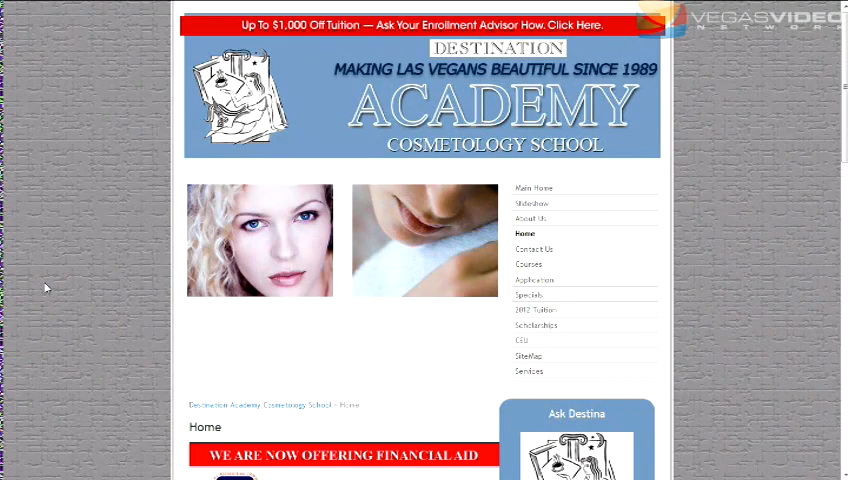 Up To $1,000 Off Tuition — Ask Your Enrollment Advisor How. Click Here.
VEGASVIDEO
NETWORK
DESTINATION
MAKING LAS VEGANS BEAUTIFUL SINCE 1989
ACADEMY
COSMETOLOGY SCHOOL
Main Home
Slideshow
About Us
Home
Contact Us
Courses
Application
Specials
2012 Tuition
Scholarships
CEU
SiteMap
Services
Destination Academy Cosmetology School - Home
Home
Ask Destina
WE ARE NOW OFFERING FINANCIAL AID